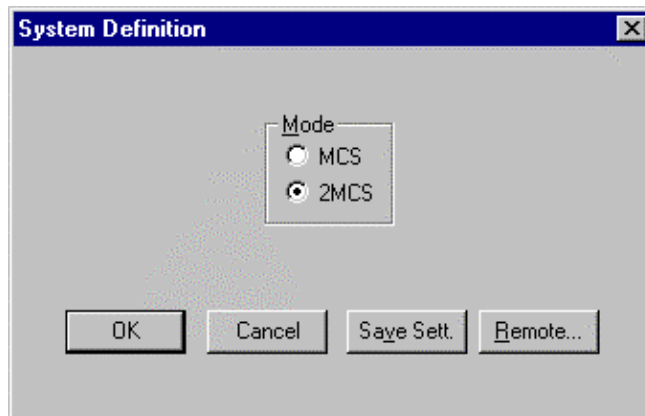 System Definition
Mode
MCS
2MCS
OK
Cancel
Save Sett.
Remote...